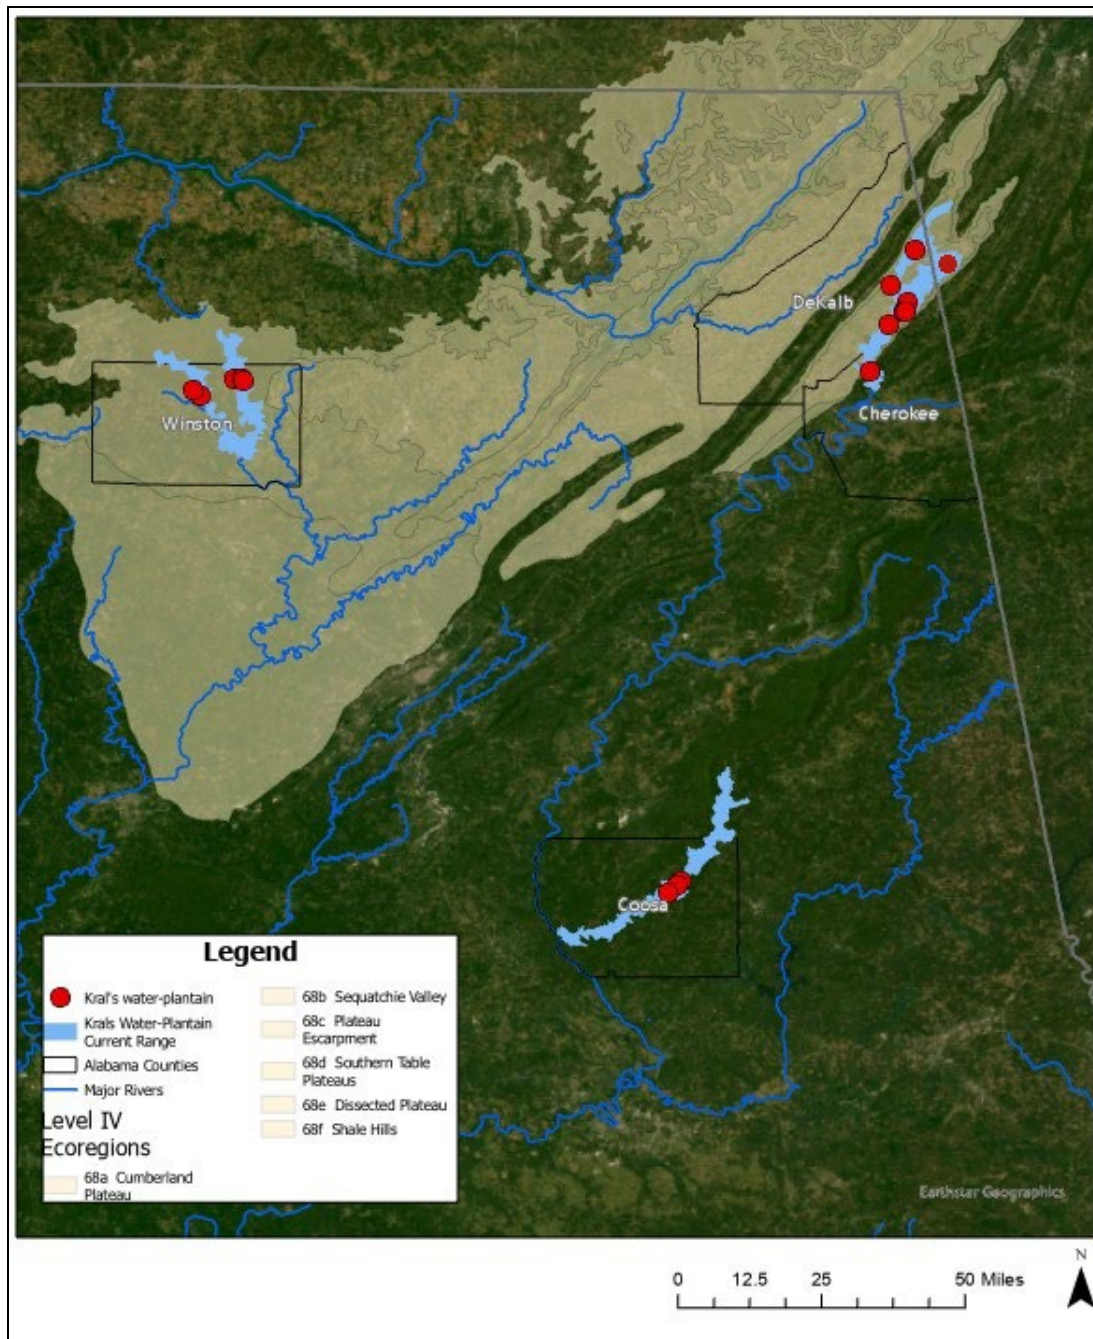 DeKalb
Cherokee
Winston
Coosa
Legend
Kral's water-plantain
Krals Water-Plantain
Current Range
Alabama Counties
Major Rivers
Level IV
Ecoregions
68a Cumberland
Plateau
68b Sequatchie Valley
68c Plateau
Escarpment
68d Southern Table
Plateaus
68e Dissected Plateau
68f Shale Hills
Earthstar Geographics
0 12.5 25 50 Miles
N